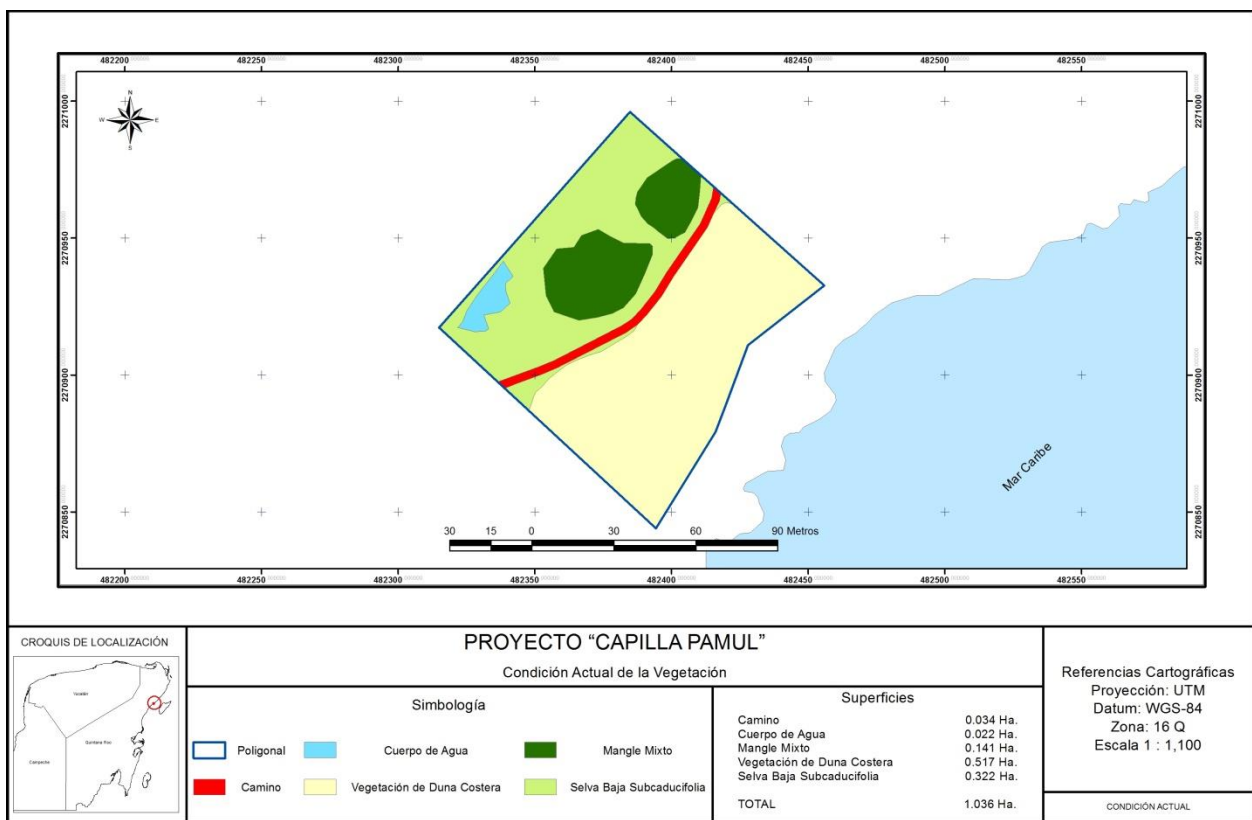 482200 482250 482300 482350 482400 482450 482500 482550
2271000 2271000
N
W E
S
2270950 2270950
2270900 2270900
Mar Caribe
2270850 2270850
30 15 0 30 60 90 Metros
482200 482250 482300 482350 482400 482450 482500 482550
CROQUIS DE LOCALIZACIÓN
Yucatán
Quintana Roo
Campeche
PROYECTO “CAPILLA PAMUL”
Condición Actual de la Vegetación
Simbología
Poligonal Cuerpo de Agua Mangle Mixto
Camino Vegetación de Duna Costera Selva Baja Subcaducifolia
Superficies
Camino 0.034 Ha.
Cuerpo de Agua 0.022 Ha.
Mangle Mixto 0.141 Ha.
Vegetación de Duna Costera 0.517 Ha.
Selva Baja Subcaducifolia 0.322 Ha.
TOTAL 1.036 Ha.
Referencias Cartográficas
Proyección: UTM
Datum: WGS-84
Zona: 16 Q
Escala 1 : 1,100
CONDICIÓN ACTUAL